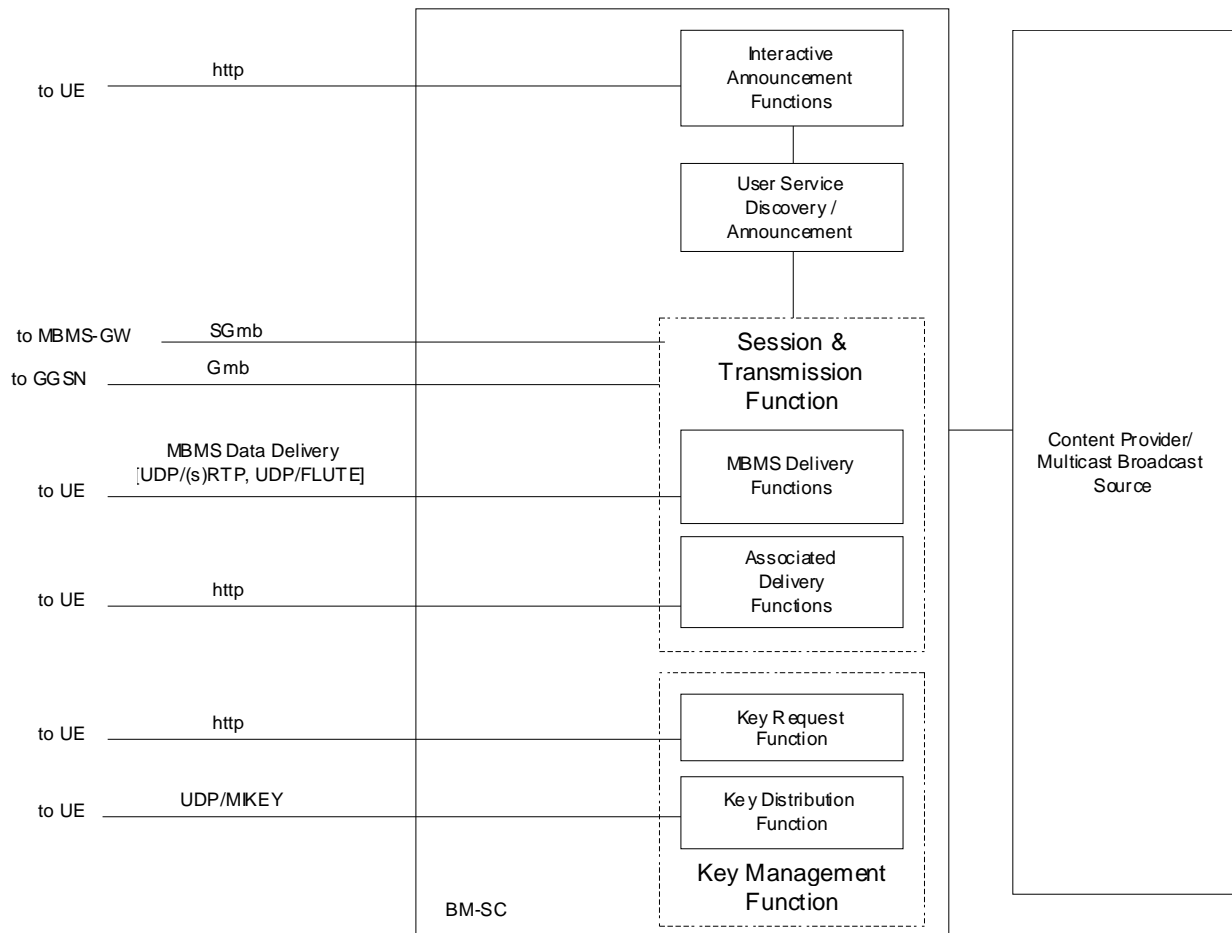 Interactive
Announcement
Functions
http
to UE
User Service
Discovery /
Announcement
to MBMS-GW
SGmb
to GGSN
Gmb
Session &
Transmission
Function
MBMS Data Delivery
[UDP/(s)RTP, UDP/FLUTE]
to UE
MBMS Delivery
Functions
Content Provider/
Multicast Broadcast
Source
Associated
Delivery
Functions
http
to UE
http
to UE
Key Request
Function
UDP/MIKEY
to UE
Key Distribution
Function
Key Management
Function
BM-SC